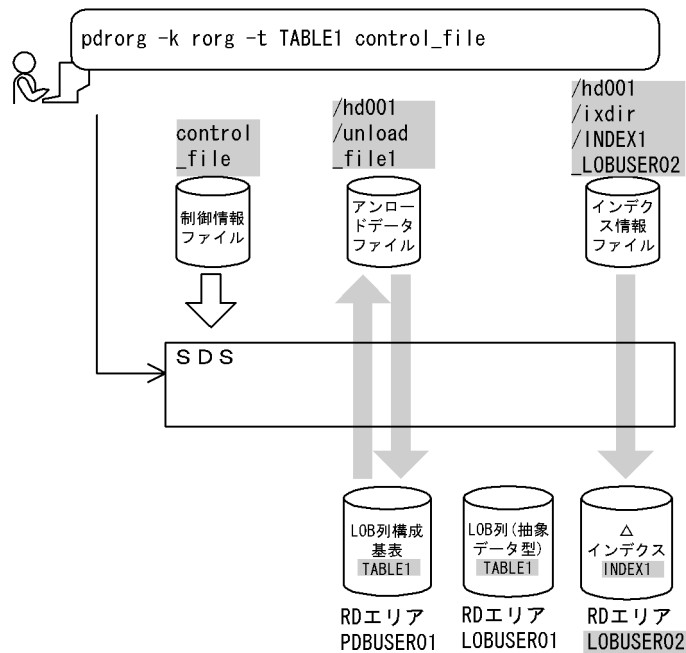 pdrorg -k rorg -t TABLE1 control_file
control
_file
/hd001
/unload
_file1
/hd001
/ixdir
/INDEX1
_LOBUSER02
制御情報
ファイル
アンロー
ドデータ
ファイル
インデク
ス情報
ファイル
ＳＤＳ
LOB列構成
基表
TABLE1
LOB列(抽象
データ型)
TABLE1
△
インデクス
INDEX1
RDエリア
PDBUSER01
RDエリア
LOBUSER01
RDエリア
LOBUSER02